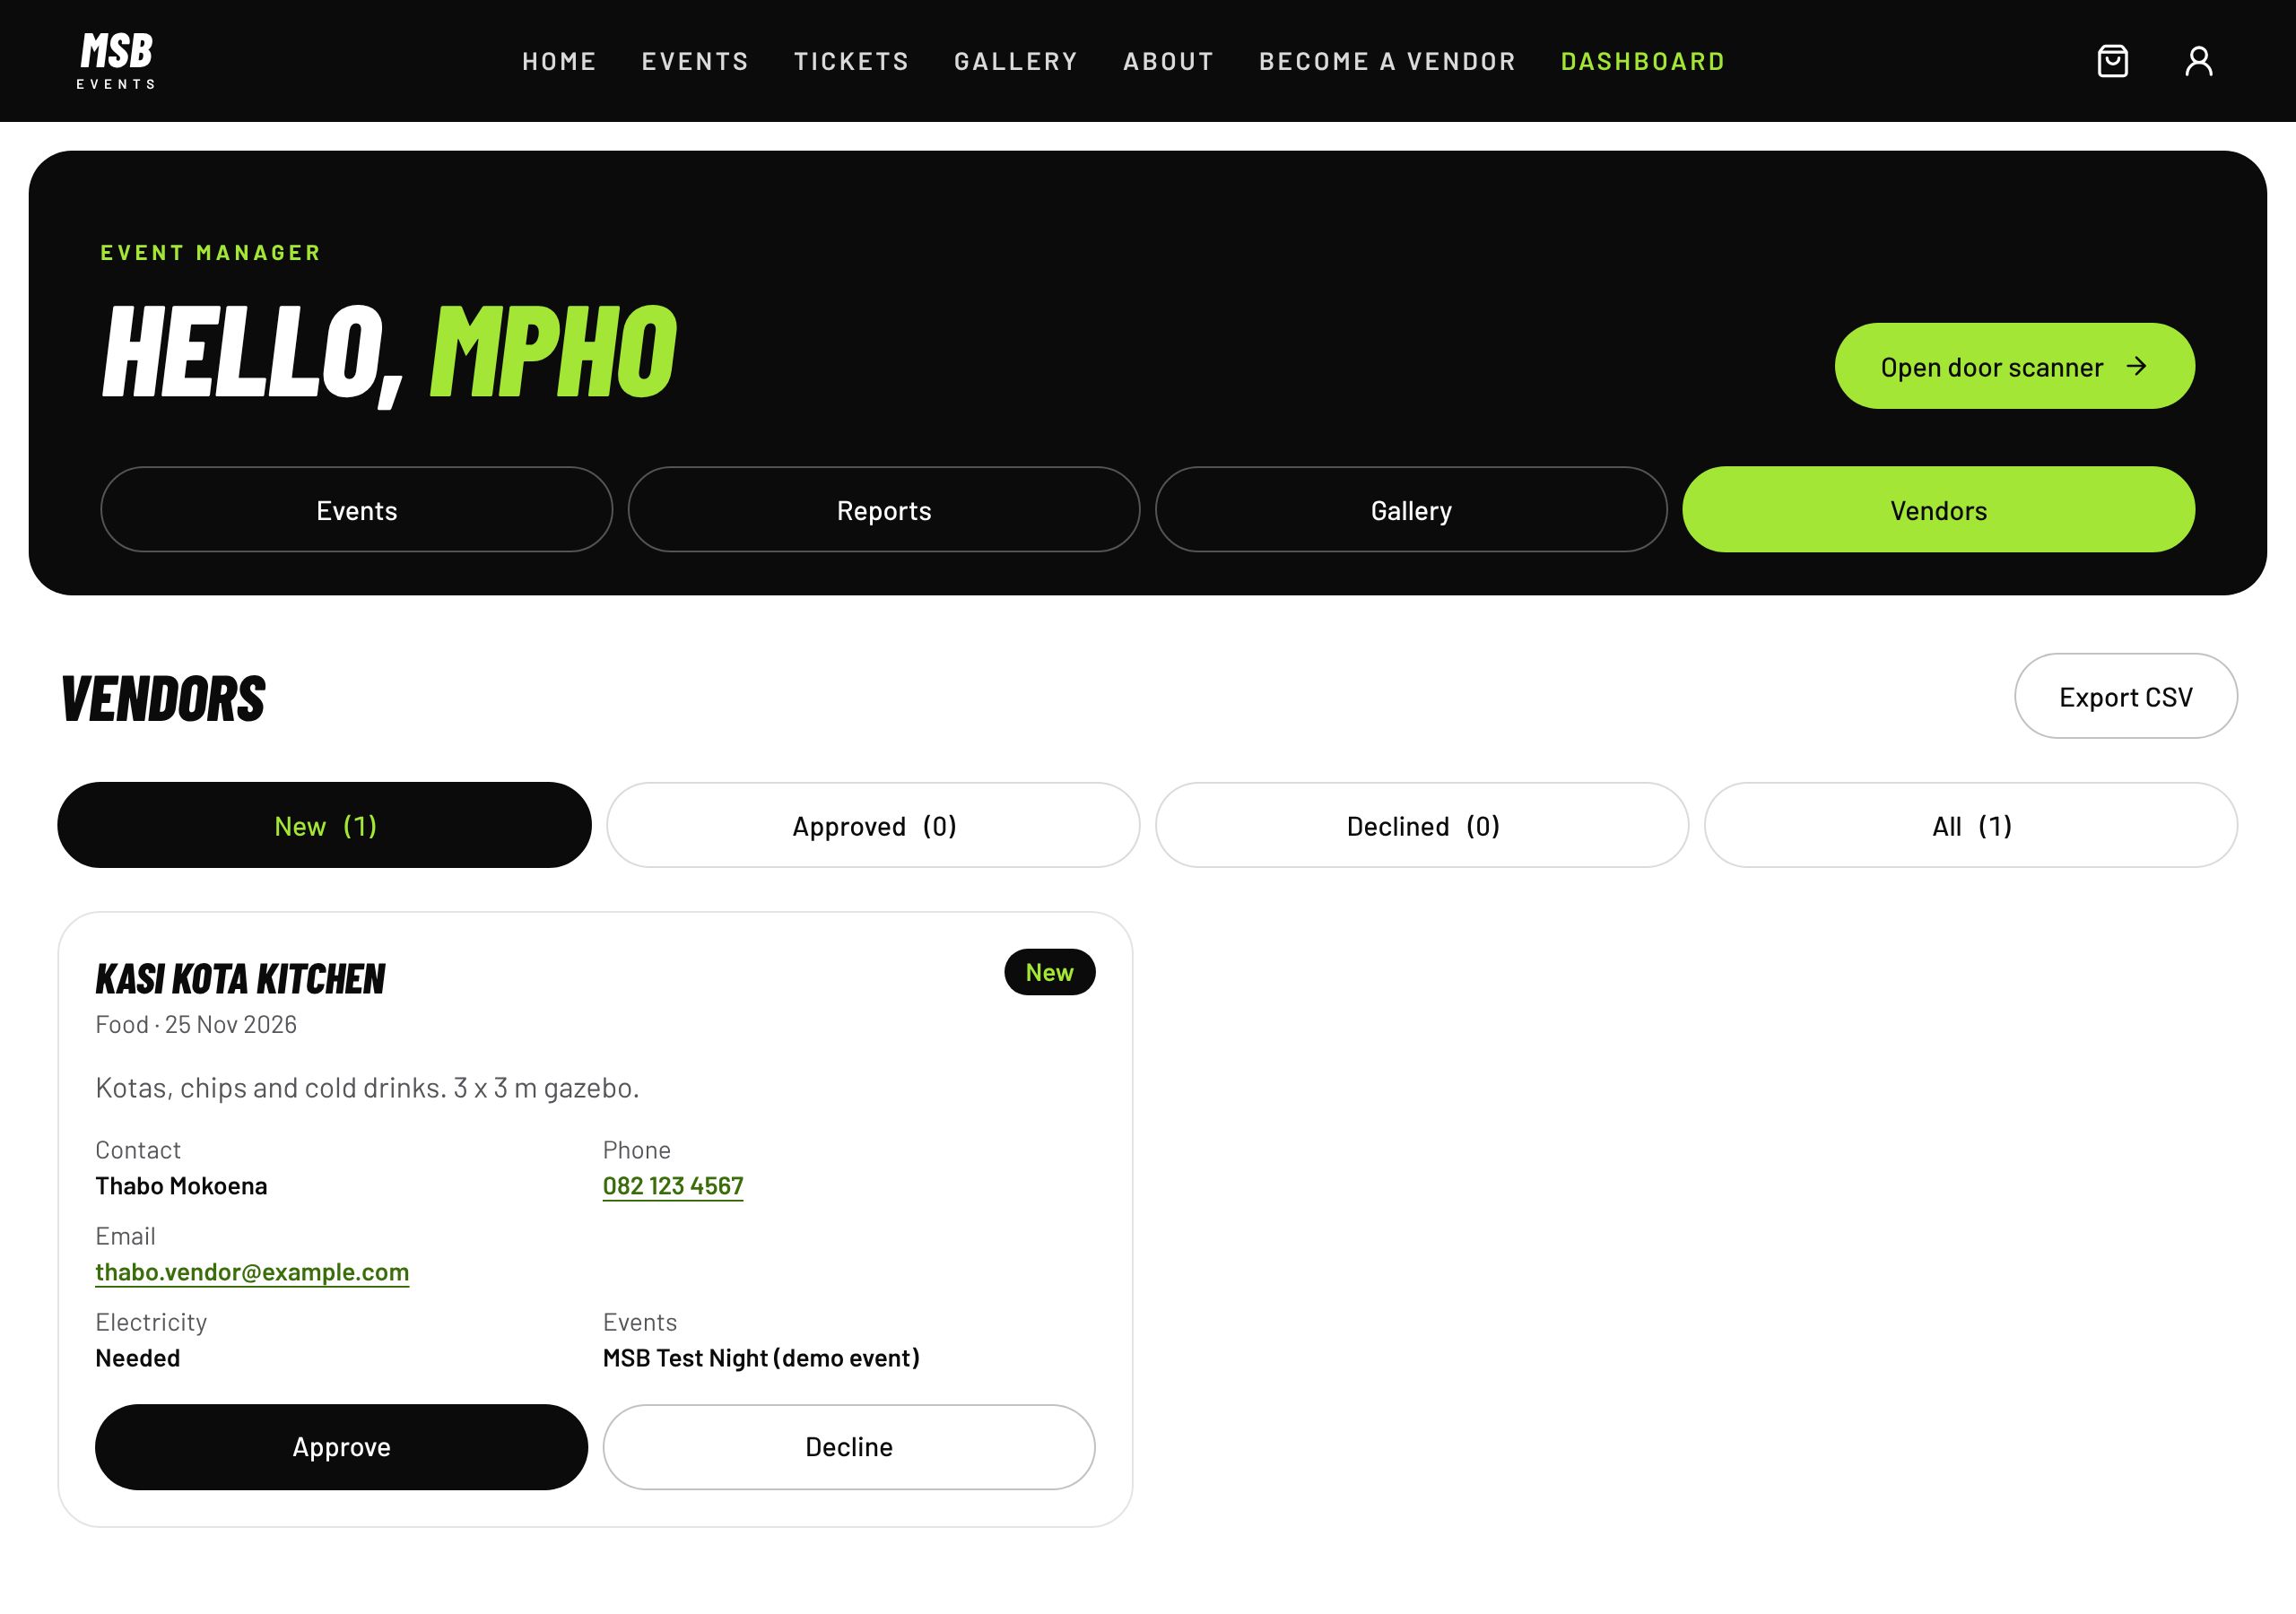 MSB
EVENTS
HOME EVENTS TICKETS GALLERY ABOUT BECOME A VENDOR DASHBOARD
EVENT MANAGER
HELLO, MPHO
Open door scanner →
Events Reports Gallery Vendors
VENDORS
Export CSV
New (1) Approved (0) Declined (0) All (1)
KASI KOTA KITCHEN
New
Food · 25 Nov 2026
Kotas, chips and cold drinks. 3 x 3 m gazebo.
Contact Phone
Thabo Mokoena 082 123 4567
Email
thabo.vendor@example.com
Electricity Events
Needed MSB Test Night (demo event)
Approve Decline